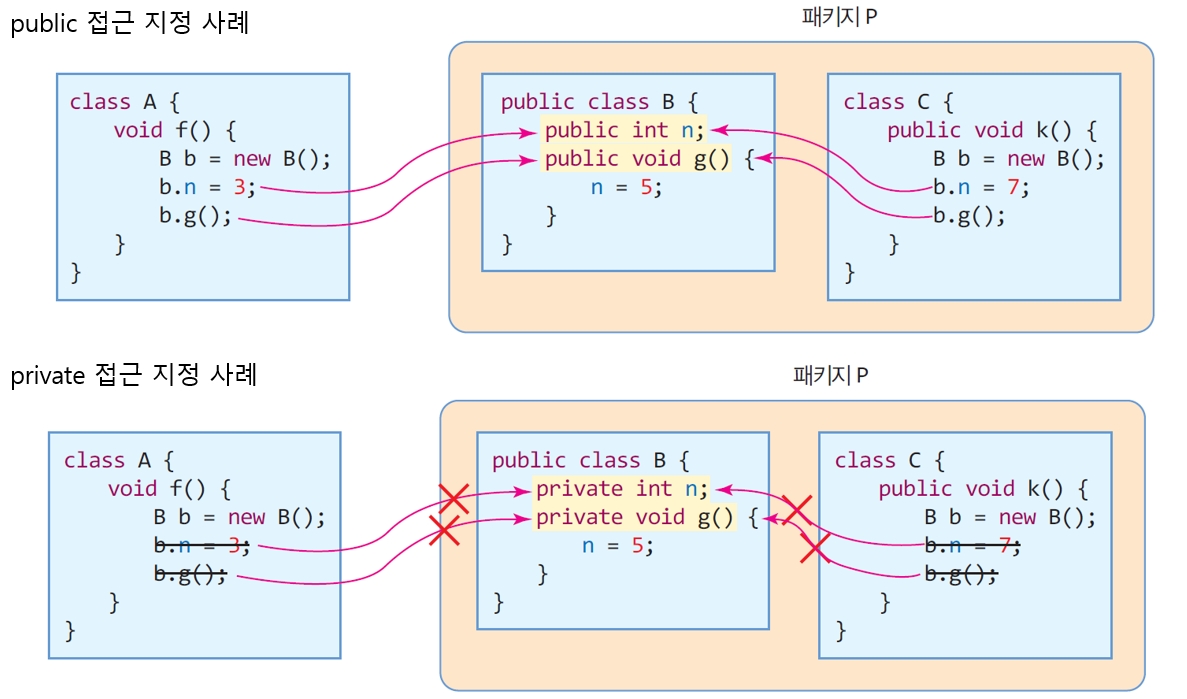 public 접근 지정 사례
패키지 P
class A {
void f() {
B b = new B();
b.n = 3;
b.g();
}
}
public class B {
public int n;
public void g() {
n = 5;
}
}
class C {
public void k() {
B b = new B();
b.n = 7;
b.g();
}
}
private 접근 지정 사례
패키지 P
class A {
void f() {
B b = new B();
b.n = 3;
b.g();
}
}
public class B {
private int n;
private void g() {
n = 5;
}
}
class C {
public void k() {
B b = new B();
b.n = 7;
b.g();
}
}